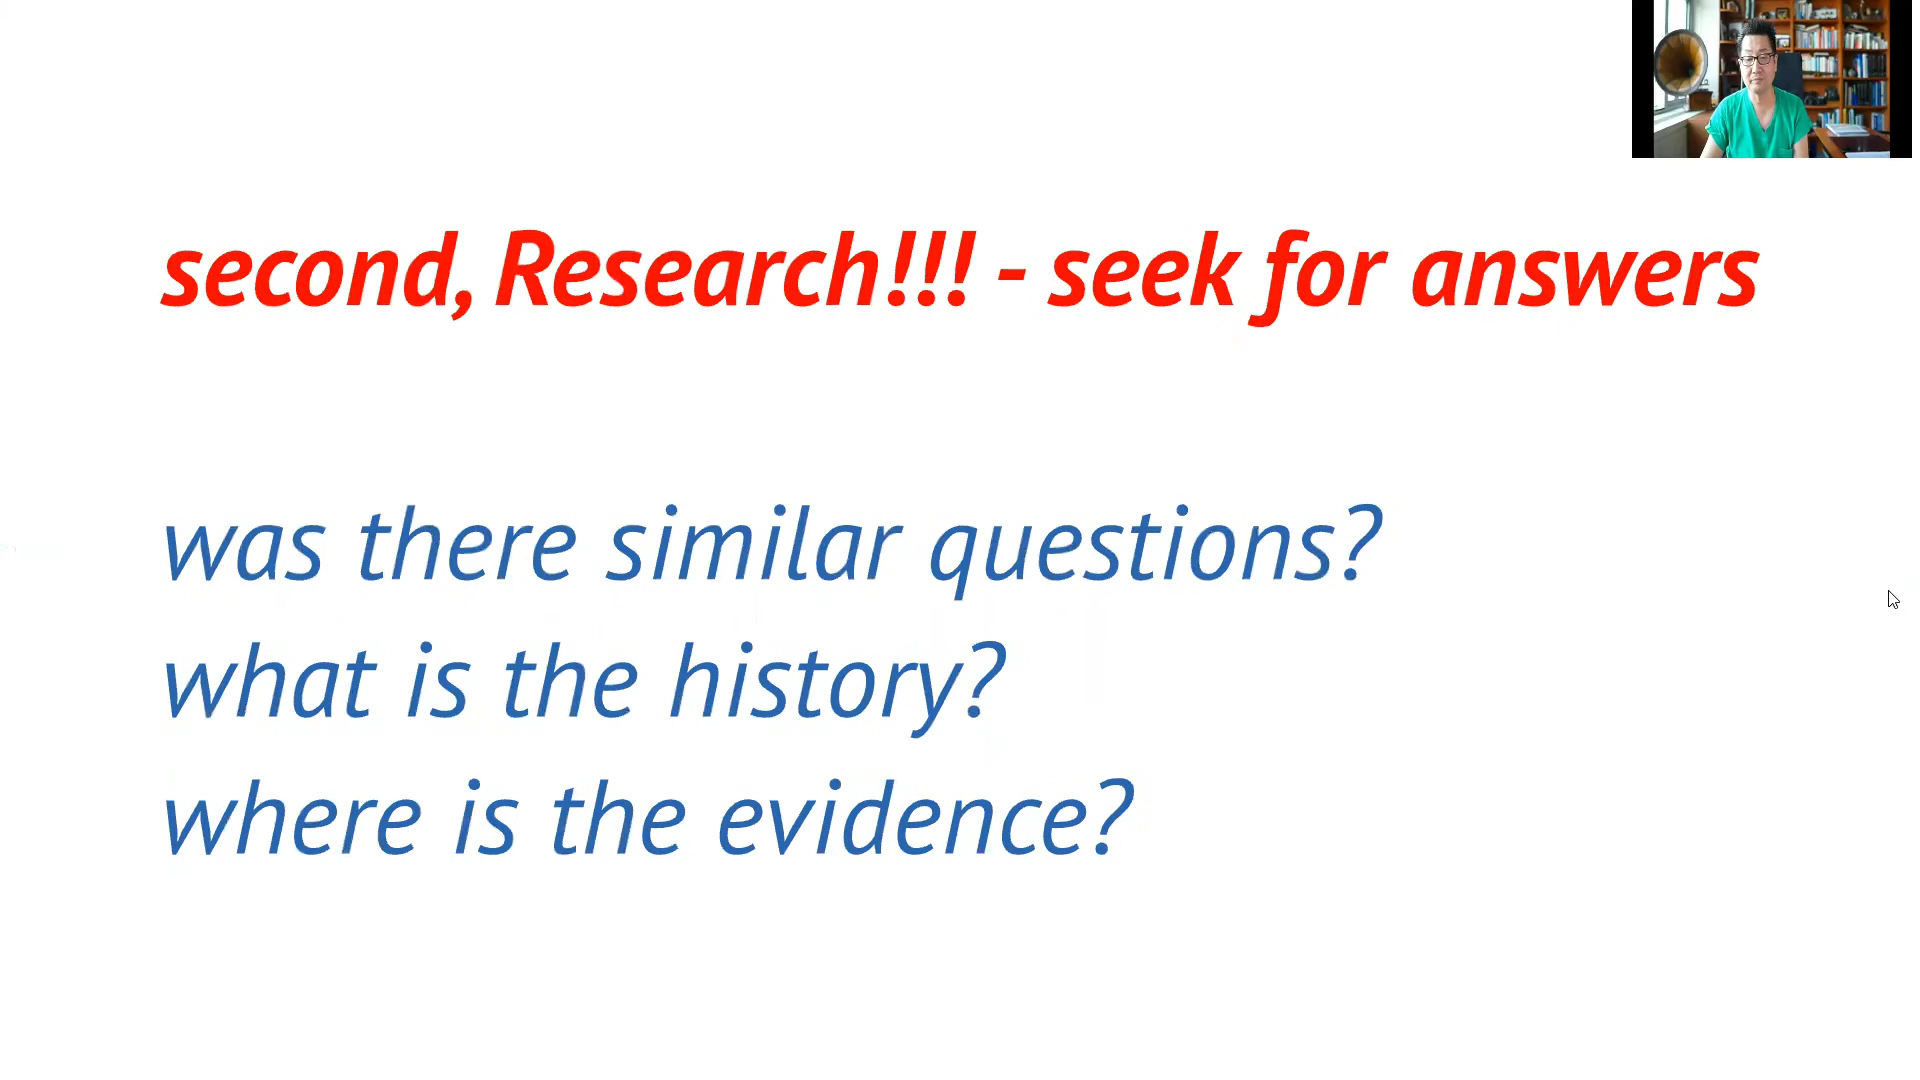 second, Research!!! - seek for answers
was there similar questions?
what is the history?
where is the evidence?